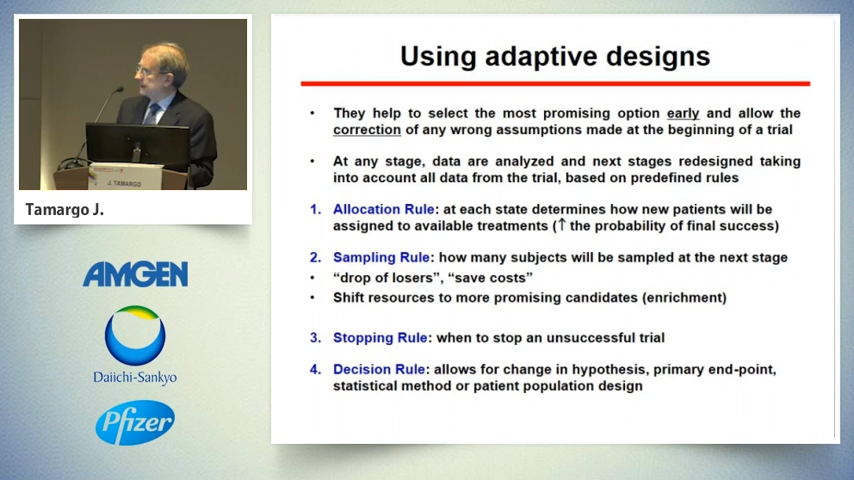 Using adaptive designs
• They help to select the most promising option early and allow the
correction of any wrong assumptions made at the beginning of a trial
• At any stage, data are analyzed and next stages redesigned taking
into account all data from the trial, based on predefined rules
1. Allocation Rule: at each state determines how new patients will be
assigned to available treatments (↑ the probability of final success)
2. Sampling Rule: how many subjects will be sampled at the next stage
• “drop of losers”, “save costs”
• Shift resources to more promising candidates (enrichment)
3. Stopping Rule: when to stop an unsuccessful trial
4. Decision Rule: allows for change in hypothesis, primary end-point,
statistical method or patient population design
J. TAMARGO
Tamargo J.
AMGEN
Daiichi-Sankyo
Pfizer